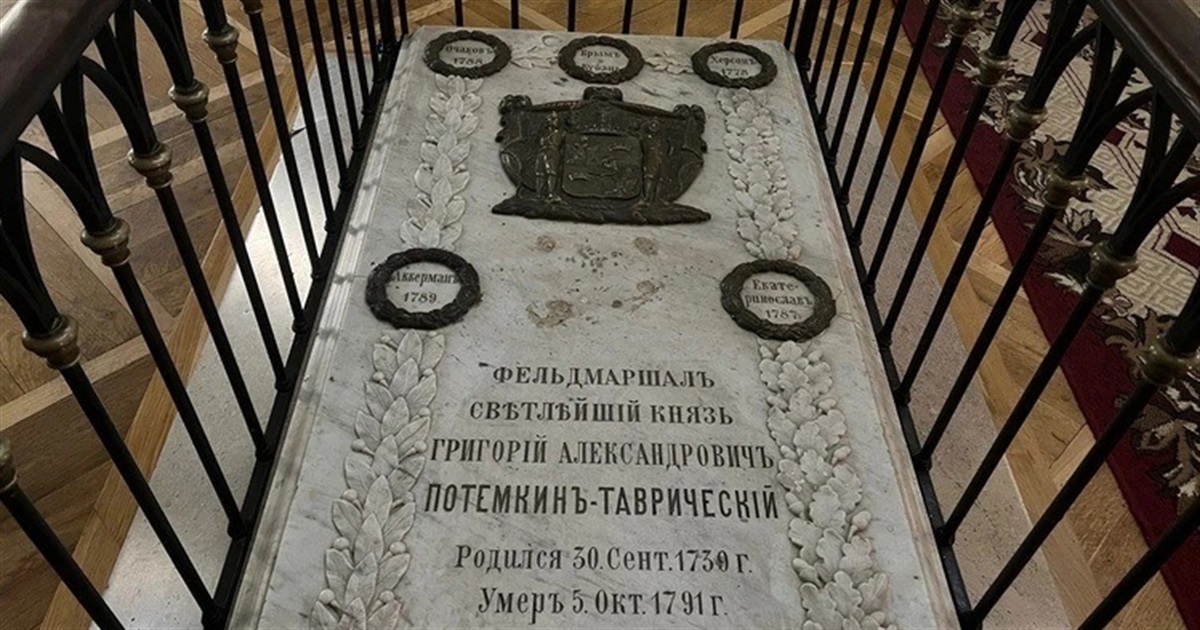 Очаковъ
1788
Крымъ
и
Кубань
Херсонъ
1778
Аккерманъ
1789.
Екате-
ринославъ
1787.
ФЕЛЬДМАРШАЛЪ
СВѢТЛѢЙШІЙ КНЯЗЬ
ГРИГОРІЙ АЛЕКСАНДРОВИЧЪ
ПОТЕМКИНЪ-ТАВРИЧЕСКІЙ
Родился 30. Сент. 1739 г.
Умеръ 5. Окт. 1791 г.